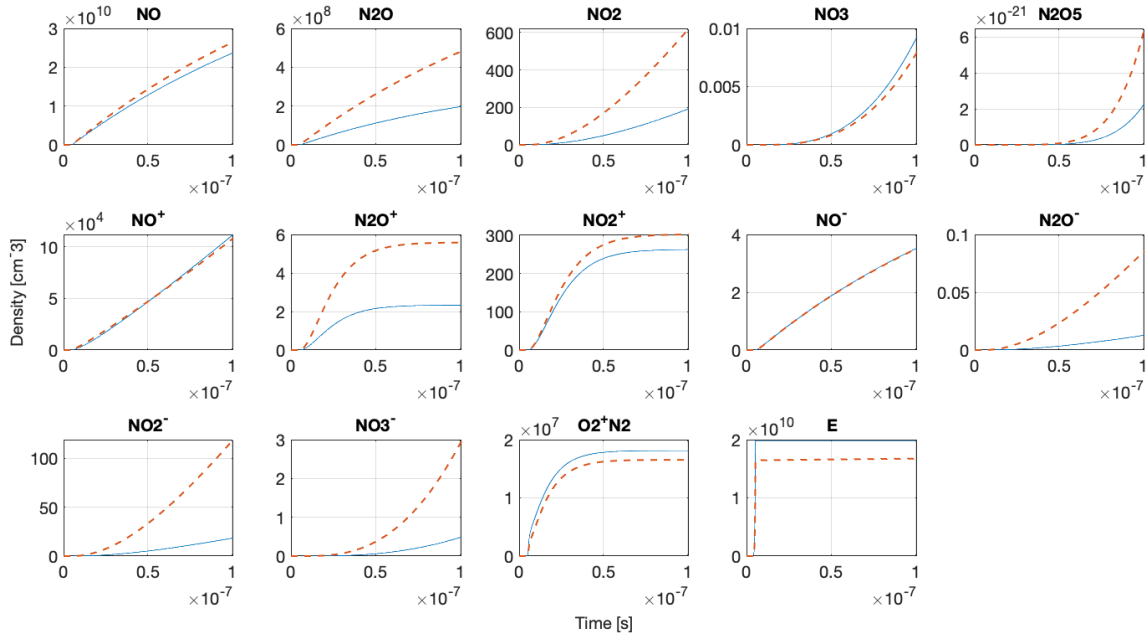 NO N2O NO2 NO3 N2O5
×10^10 ×10^8 ×10^-21
3 8 600 0.01 6
2 6 400 0.005 4
1 4 200 2
0 2 0 0 0
0
0 0.5 1 0 0.5 1 0 0.5 1 0 0.5 1 0 0.5 1
×10^-7 ×10^-7 ×10^-7 ×10^-7 ×10^-7
NO^+ N2O^+ NO2^+ NO^- N2O^-
×10^4
10 6 300 4 0.1
5 4 200 2 0.05
0 2 100 0 0
0 0
0 0.5 1 0 0.5 1 0 0.5 1 0 0.5 1 0 0.5 1
×10^-7 ×10^-7 ×10^-7 ×10^-7 ×10^-7
Density [cm^-3]
NO2^- NO3^- O2^+N2 E
×10^7 ×10^10
100 3 2 2
50 2 1 1
0 1 0 0
0
0 0.5 1 0 0.5 1 0 0.5 1 0 0.5 1
×10^-7 ×10^-7 ×10^-7 ×10^-7
Time [s]